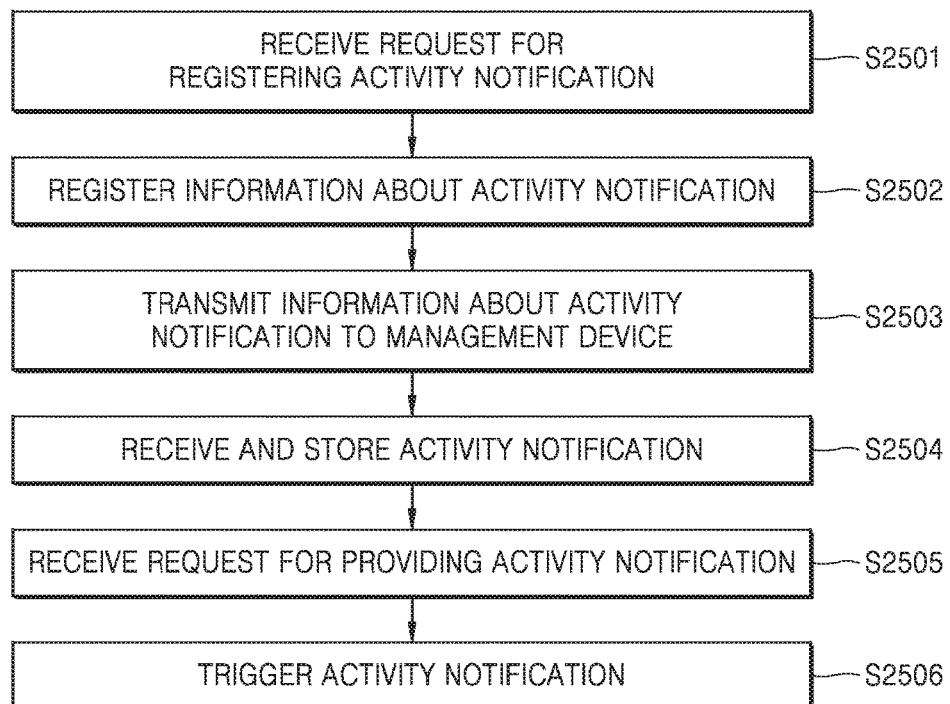 RECEIVE REQUEST FOR
REGISTERING ACTIVITY NOTIFICATION
S2501
REGISTER INFORMATION ABOUT ACTIVITY NOTIFICATION
S2502
TRANSMIT INFORMATION ABOUT ACTIVITY
NOTIFICATION TO MANAGEMENT DEVICE
S2503
RECEIVE AND STORE ACTIVITY NOTIFICATION
S2504
RECEIVE REQUEST FOR PROVIDING ACTIVITY NOTIFICATION
S2505
TRIGGER ACTIVITY NOTIFICATION
S2506